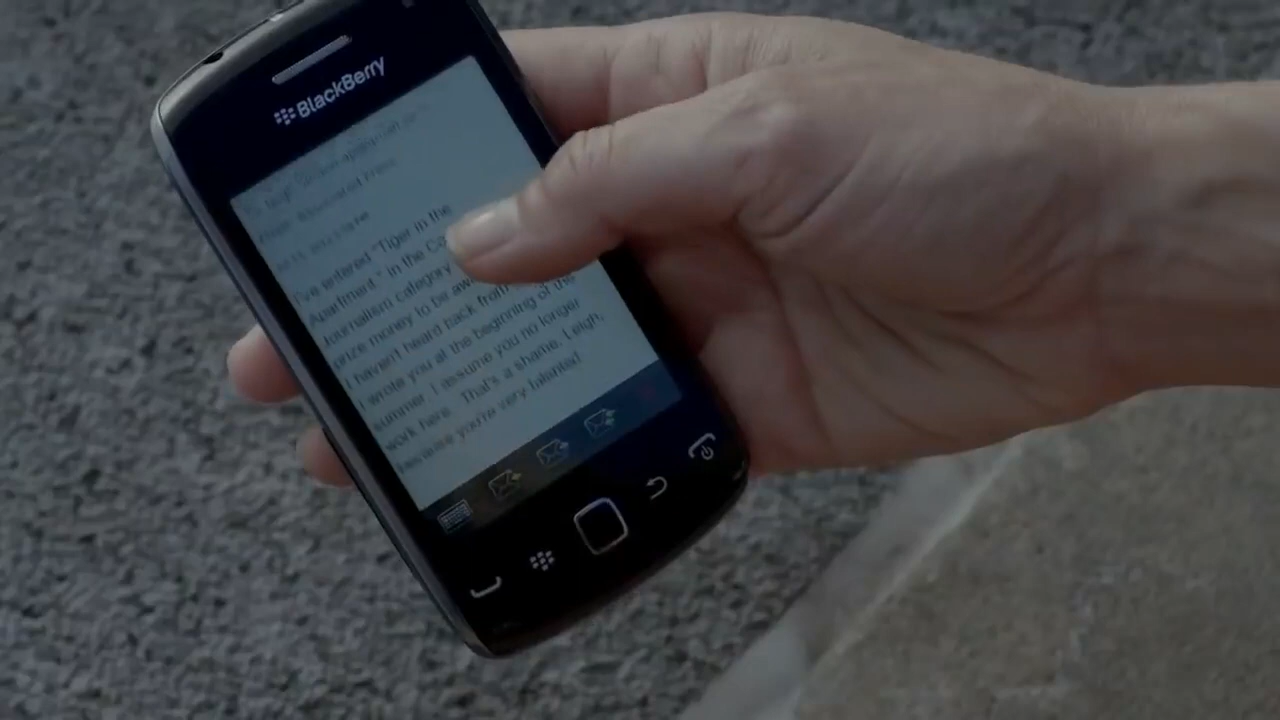 BlackBerry
I've entered "Tiger in the
Apartment," in the
Journalism category
prize money to be
I haven't heard back from
I wrote you at the beginning of the
summer. I assume you no longer
work here. That's a shame, Leigh,
because you're very talented